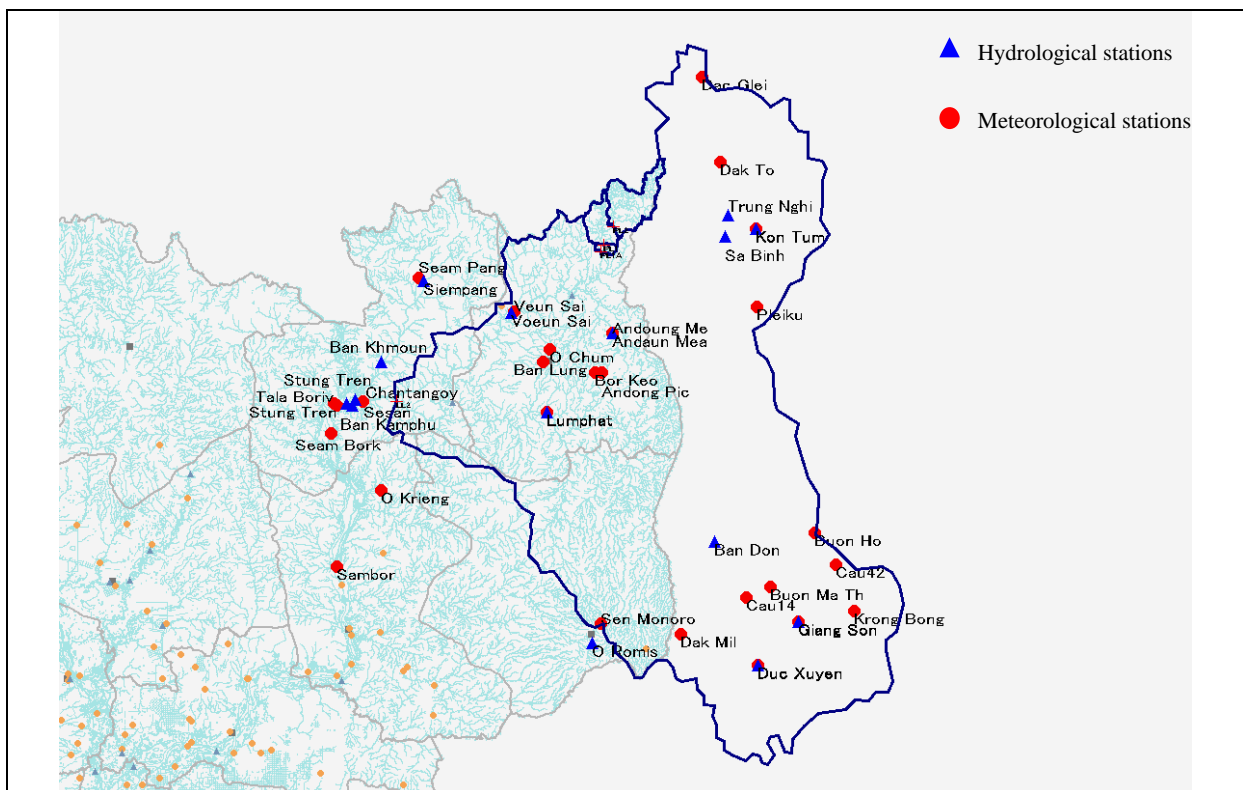 Hydrological stations
Meteorological stations
Dac Glei
Dak To
Trung Nghi
Kon Tum
Sa Binh
Seam Pang
Siempang
Veun Sai
Voeun Sai
Pleiku
Andoung Me
Andaun Mea
Ban Khmoun
O Chum
Ban Lung
Bor Keo
Andong Pic
Stung Tren
Chantangoy
Tala Boriv
Stung Tren
Sesan
Ban Kamphu
Lumphat
Seam Bork
O Krieng
Buon Ho
Ban Don
Cau42
Sambor
Buon Ma Th
Cau14
Krong Bong
Sen Monoro
Giang Son
Dak Mil
O Romis
Duc Xuyen